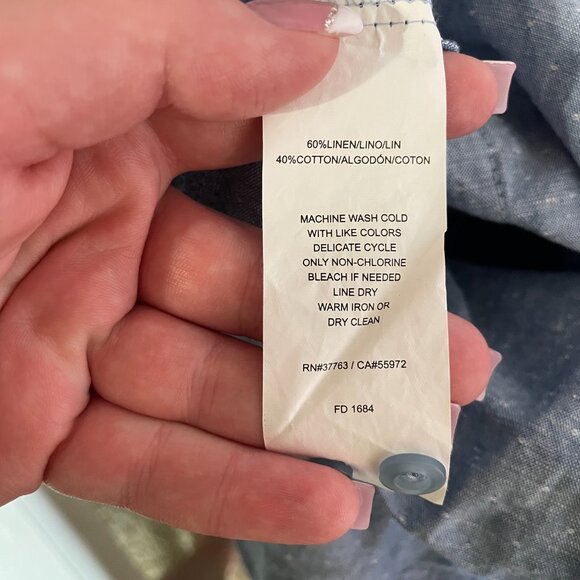 60%LINEN/LINO/LIN
40%COTTON/ALGODÓN/COTON
MACHINE WASH COLD
WITH LIKE COLORS
DELICATE CYCLE
ONLY NON-CHLORINE
BLEACH IF NEEDED
LINE DRY
WARM IRON OR
DRY CLEAN
RN#37763 / CA#55972
FD 1684